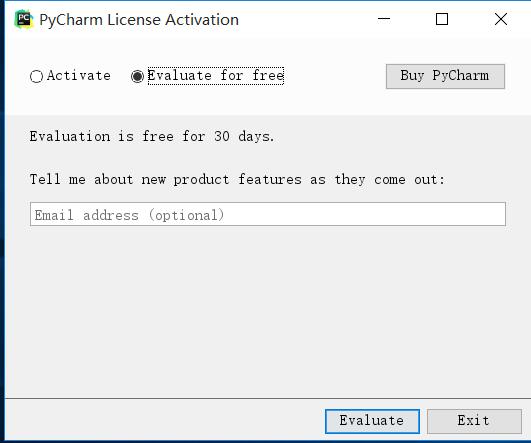 PyCharm License Activation
Activate Evaluate for free Buy PyCharm
Evaluation is free for 30 days.
Tell me about new product features as they come out:
Email address (optional)
Evaluate Exit